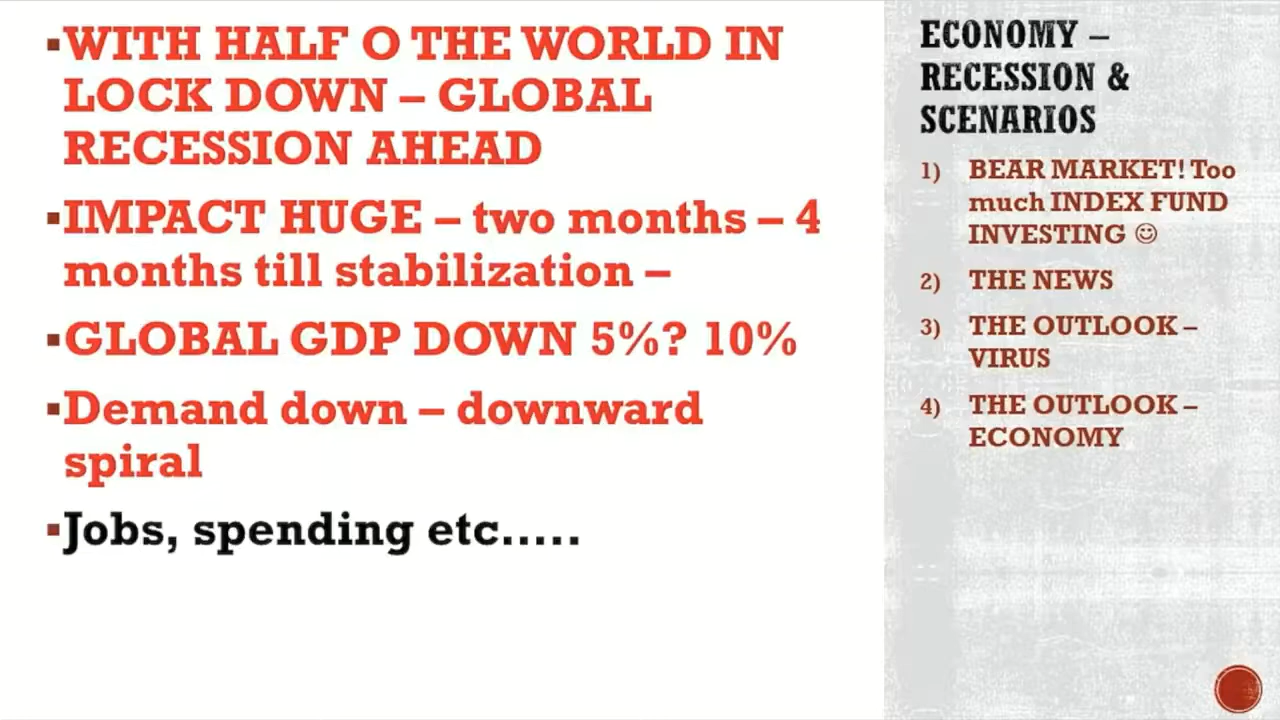 ▪WITH HALF O THE WORLD IN
LOCK DOWN – GLOBAL
RECESSION AHEAD
▪IMPACT HUGE – two months – 4
months till stabilization –
▪GLOBAL GDP DOWN 5%? 10%
▪Demand down – downward
spiral
▪Jobs, spending etc.....
ECONOMY –
RECESSION &
SCENARIOS
1) BEAR MARKET! Too
much INDEX FUND
INVESTING ☺
2) THE NEWS
3) THE OUTLOOK –
VIRUS
4) THE OUTLOOK –
ECONOMY